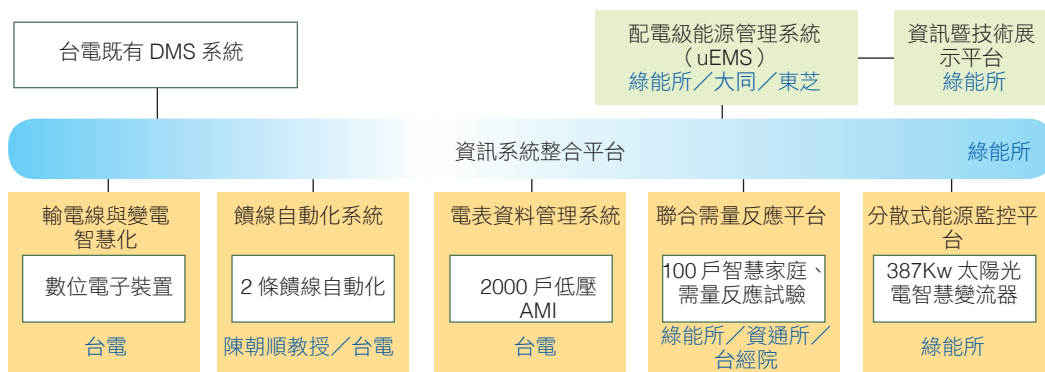 台電既有 DMS 系統
配電級能源管理系統
（uEMS）
綠能所／大同／東芝
資訊暨技術展
示平台
綠能所
資訊系統整合平台
綠能所
輸電線與變電
智慧化
數位電子裝置
台電
饋線自動化系統
2 條饋線自動化
陳朝順教授／台電
電表資料管理系統
2000 戶低壓
AMI
台電
聯合需量反應平台
100 戶智慧家庭、
需量反應試驗
綠能所／資通所／
台經院
分散式能源監控平
台
387Kw 太陽光
電智慧變流器
綠能所